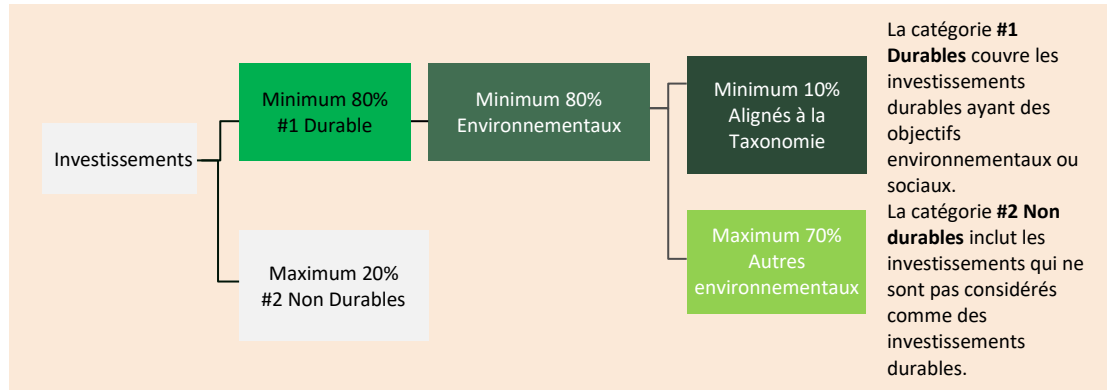 Investissements
Minimum 80%
#1 Durable
Maximum 20%
#2 Non Durables
Minimum 80%
Environnementaux
Minimum 10%
Alignés à la
Taxonomie
Maximum 70%
Autres
environnementaux
La catégorie #1
Durables couvre les
investissements
durables ayant des
objectifs
environnementaux ou
sociaux.
La catégorie #2 Non
durables inclut les
investissements qui ne
sont pas considérés
comme des
investissements
durables.